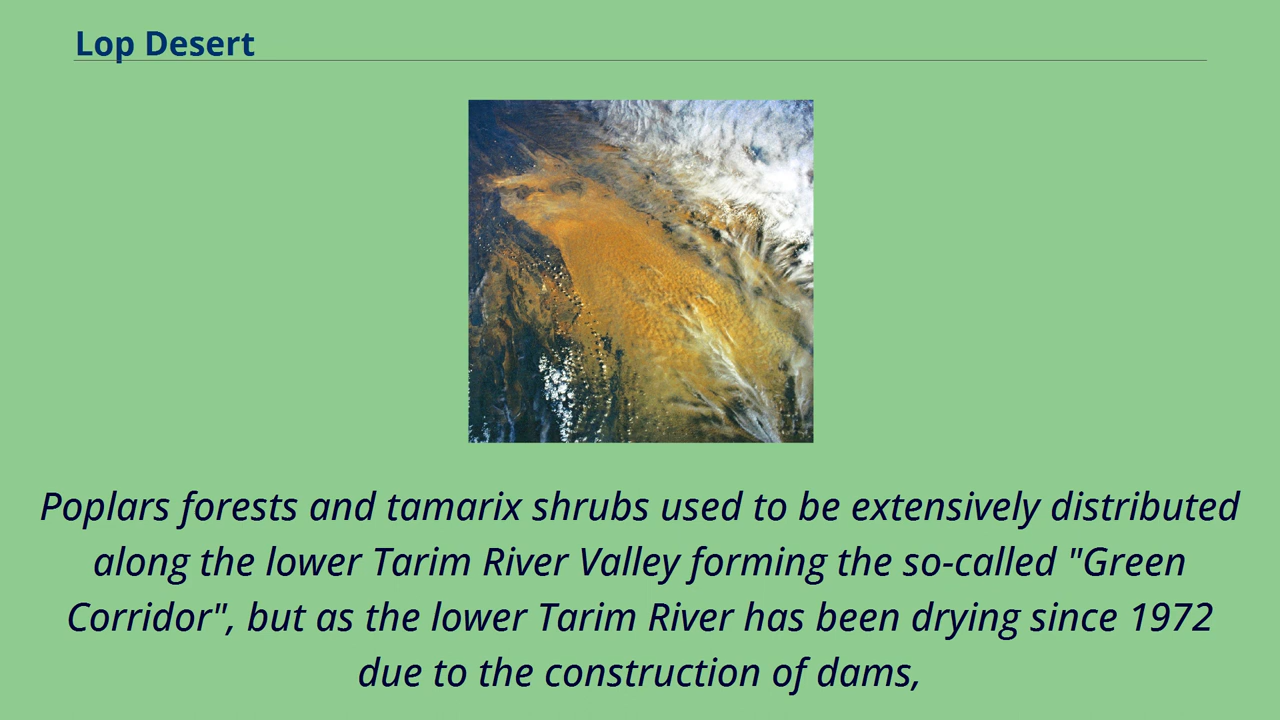 Lop Desert
Poplars forests and tamarix shrubs used to be extensively distributed
along the lower Tarim River Valley forming the so-called "Green
Corridor", but as the lower Tarim River has been drying since 1972
due to the construction of dams,